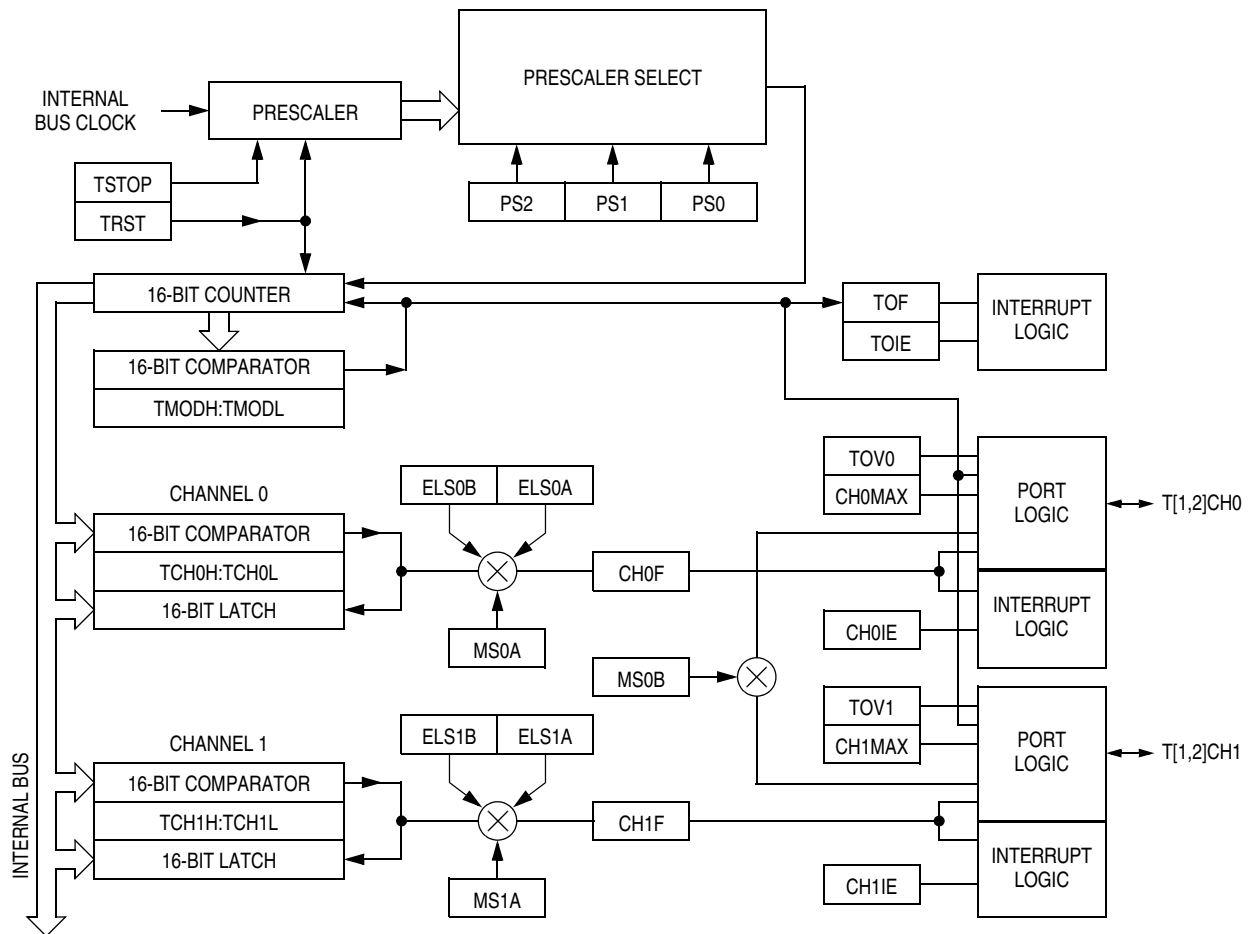 PRESCALER SELECT
INTERNAL
BUS CLOCK
PRESCALER
TSTOP
TRST
PS2
PS1
PS0
16-BIT COUNTER
TOF
TOIE
INTERRUPT
LOGIC
16-BIT COMPARATOR
TMODH:TMODL
CHANNEL 0
ELS0B
ELS0A
TOV0
CH0MAX
PORT
LOGIC
T[1,2]CH0
16-BIT COMPARATOR
TCH0H:TCH0L
16-BIT LATCH
CH0F
MS0A
CH0IE
INTERRUPT
LOGIC
MS0B
CHANNEL 1
ELS1B
ELS1A
TOV1
CH1MAX
PORT
LOGIC
T[1,2]CH1
16-BIT COMPARATOR
TCH1H:TCH1L
16-BIT LATCH
CH1F
MS1A
CH1IE
INTERRUPT
LOGIC
INTERNAL BUS